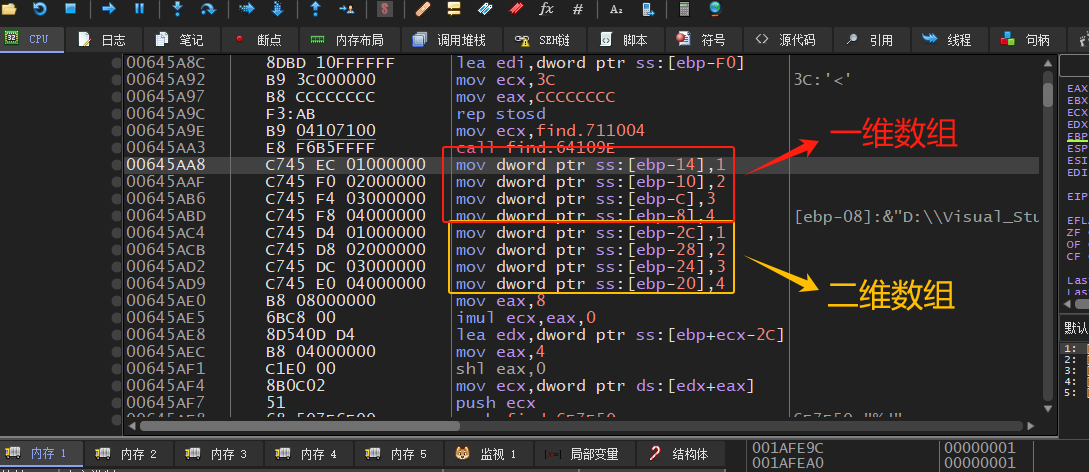 fx # A₂
CPU 日志 笔记 断点 内存布局 调用堆栈 SEH链 脚本 符号 源代码 引用 线程 句柄
00645A8C 8DBD 10FFFFFF lea edi,dword ptr ss:[ebp-F0]
00645A92 B9 3C000000 mov ecx,3C 3C:'<'
00645A97 B8 CCCCCCCC mov eax,CCCCCCCC
00645A9C F3:AB rep stosd
00645A9E B9 04107100 mov ecx,find.711004
00645AA3 E8 F6B5FFFF call find.64109E
00645AA8 C745 EC 01000000 mov dword ptr ss:[ebp-14],1
00645AAF C745 F0 02000000 mov dword ptr ss:[ebp-10],2
00645AB6 C745 F4 03000000 mov dword ptr ss:[ebp-C],3
00645ABD C745 F8 04000000 mov dword ptr ss:[ebp-8],4 [ebp-08]:&"D:\\Visual_Stu
00645AC4 C745 D4 01000000 mov dword ptr ss:[ebp-2C],1
00645ACB C745 D8 02000000 mov dword ptr ss:[ebp-28],2
00645AD2 C745 DC 03000000 mov dword ptr ss:[ebp-24],3
00645AD9 C745 E0 04000000 mov dword ptr ss:[ebp-20],4
00645AE0 B8 08000000 mov eax,8
00645AE5 6BC8 00 imul ecx,eax,0
00645AE8 8D540D D4 lea edx,dword ptr ss:[ebp+ecx-2C]
00645AEC B8 04000000 mov eax,4
00645AF1 C1E0 00 shl eax,0
00645AF4 8B0C02 mov ecx,dword ptr ds:[edx+eax]
00645AF7 51 push ecx
一维数组
二维数组
EAX
EBX
ECX
EDX
EBP
ESP
ESI
EDI
EIP
EFL
ZF
OF
CF
Las
Las
默认
1:
2:
3:
4:
5:
内存 1 内存 2 内存 3 内存 4 内存 5 监视 1 局部变量 结构体
001AFE9C 00000001
001AFEA0 00000001